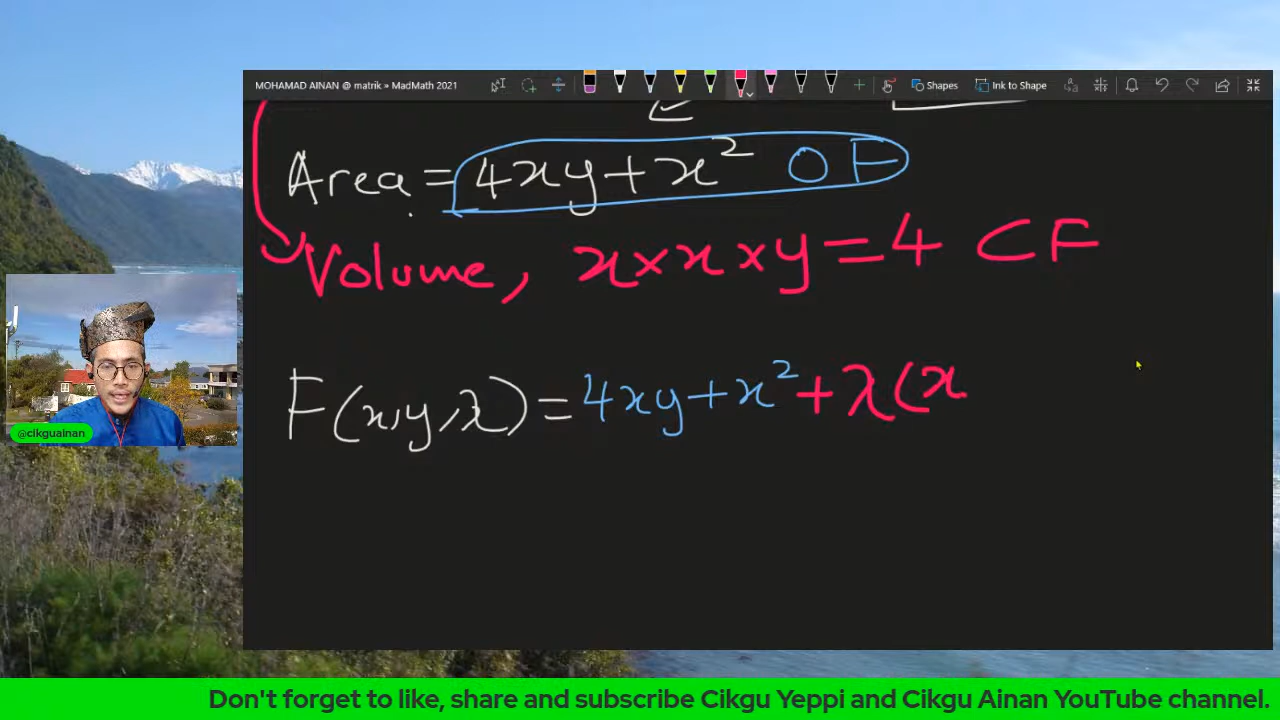 MOHAMAD AINAN @ matrik » MadMath 2021
Shapes
Ink to Shape
Area = 4xy + x² OF
Volume, x × x × y = 4 CF
F(x,y,λ) = 4xy + x² + λ(x
@cikguainan
Don't forget to like, share and subscribe Cikgu Yeppi and Cikgu Ainan YouTube channel.